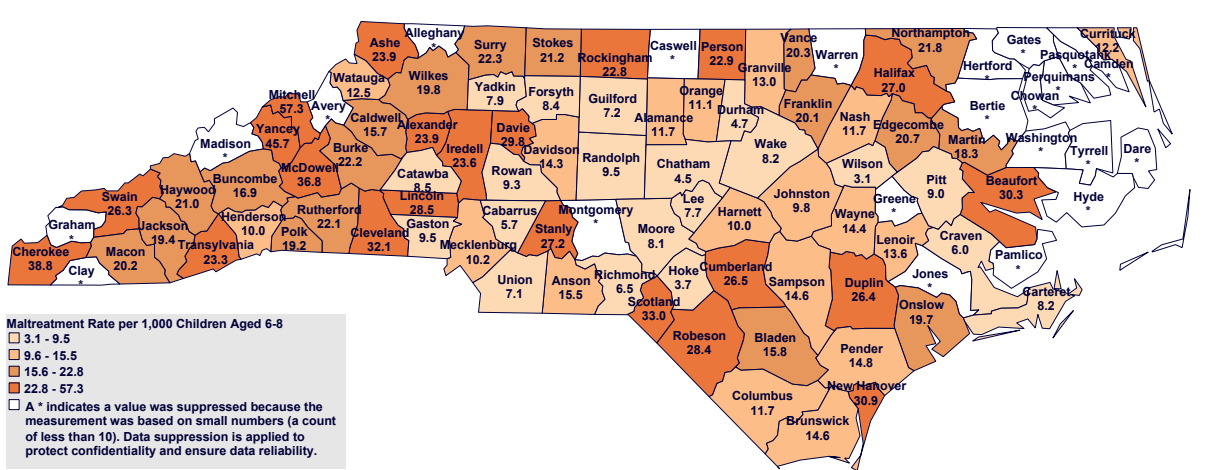 Ashe
23.9
Alleghany
*
Surry
22.3
Stokes
21.2
Rockingham
22.8
Caswell
*
Person
22.9
Granville
13.0
Vance
20.3
Warren
*
Northampton
21.8
Halifax
27.0
Gates
*
Hertford
*
Pasquotank
*
Currituck
12.2
Camden
*
Perquimans
*
Chowan
*
Bertie
*
Watauga
12.5
Wilkes
19.8
Yadkin
7.9
Forsyth
8.4
Guilford
7.2
Alamance
11.7
Orange
11.1
Durham
4.7
Franklin
20.1
Nash
11.7
Edgecombe
20.7
Martin
18.3
Washington
*
Tyrrell
*
Dare
*
Mitchell
57.3
Avery
*
Yancey
45.7
Caldwell
15.7
Alexander
23.9
Iredell
23.6
Davie
29.8
Davidson
14.3
Randolph
9.5
Chatham
4.5
Wake
8.2
Wilson
3.1
Pitt
9.0
Beaufort
30.3
Hyde
*
Madison
*
Buncombe
16.9
McDowell
36.8
Burke
22.2
Catawba
8.5
Rowan
9.3
Swain
26.3
Haywood
21.0
Henderson
10.0
Polk
19.2
Rutherford
22.1
Cleveland
32.1
Lincoln
28.5
Gaston
9.5
Mecklenburg
10.2
Cabarrus
5.7
Stanly
27.2
Montgomery
*
Moore
8.1
Lee
7.7
Harnett
10.0
Johnston
9.8
Wayne
14.4
Greene
*
Lenoir
13.6
Craven
6.0
Pamlico
*
Graham
*
Cherokee
38.8
Clay
*
Macon
20.2
Jackson
19.4
Transylvania
23.3
Union
7.1
Anson
15.5
Richmond
6.5
Hoke
3.7
Scotland
33.0
Cumberland
26.5
Sampson
14.6
Duplin
26.4
Jones
*
Onslow
19.7
Carteret
8.2
Robeson
28.4
Bladen
15.8
Pender
14.8
New Hanover
30.9
Columbus
11.7
Brunswick
14.6
Maltreatment Rate per 1,000 Children Aged 6-8
3.1 - 9.5
9.6 - 15.5
15.6 - 22.8
22.8 - 57.3
A * indicates a value was suppressed because the
measurement was based on small numbers (a count
of less than 10). Data suppression is applied to
protect confidentiality and ensure data reliability.